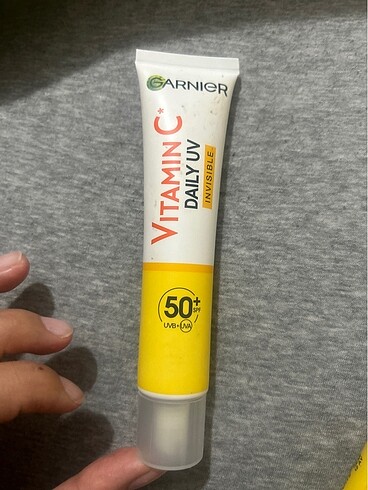 GARNIER
VITAMIN C*
DAILY UV
INVISIBLE
50+
SPF
UVB+UVA